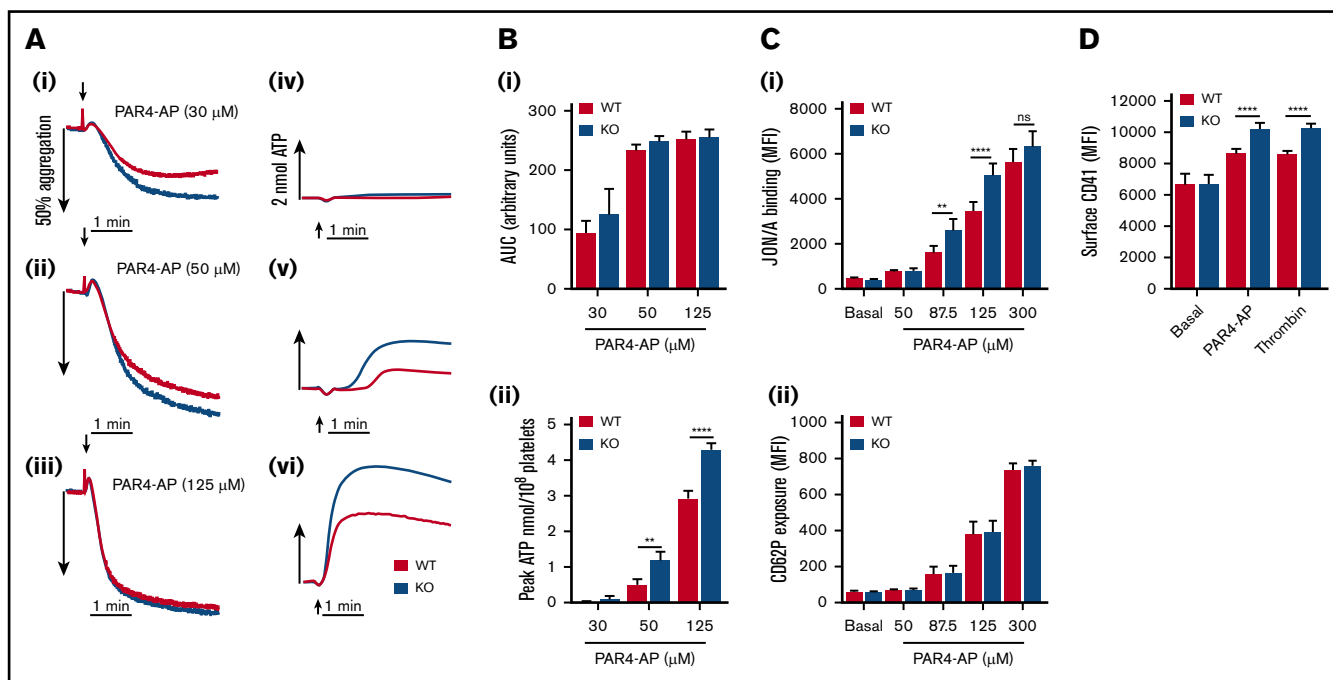 A
(i)
PAR4-AP (30 µM)
50% aggregation
1 min
(ii)
PAR4-AP (50 µM)
1 min
(iii)
PAR4-AP (125 µM)
1 min
(iv)
2 nmol ATP
1 min
(v)
1 min
(vi)
WT
KO
1 min
B
(i)
WT
KO
AUC (arbitrary units)
300
200
100
0
30 50 125
PAR4-AP (µM)
(ii)
WT
KO
Peak ATP nmol/10⁸ platelets
5
4
3
2
1
0
**
****
30 50 125
PAR4-AP (µM)
C
(i)
WT
KO
JON/A binding (MFI)
8000
6000
4000
2000
0
**
****
ns
Basal 50 87.5 125 300
PAR4-AP (µM)
(ii)
WT
KO
CD62P exposure (MFI)
1000
800
600
400
200
0
Basal 50 87.5 125 300
PAR4-AP (µM)
D
WT
KO
Surface CD41 (MFI)
12000
10000
8000
6000
4000
2000
0
****
****
Basal
PAR4-AP
Thrombin